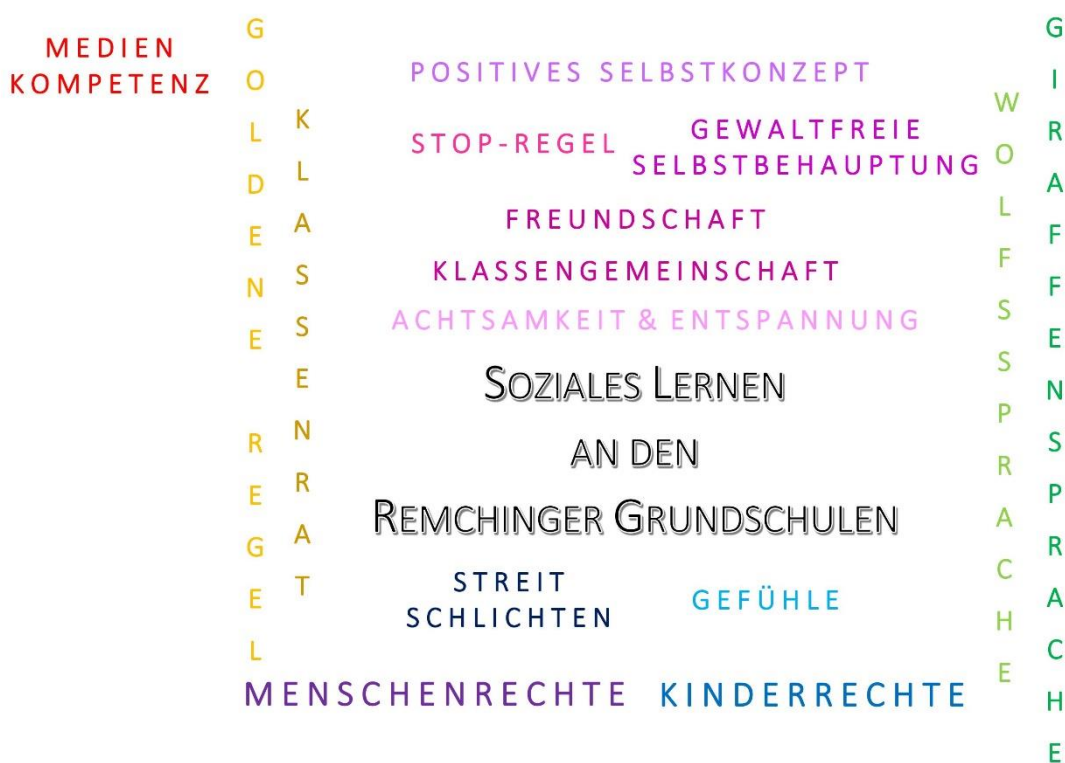 MEDIEN
KOMPETENZ
GOLDENE REGEL
KLASSENRAT
POSITIVES SELBSTKONZEPT
STOP-REGEL
GEWALTFREIE
SELBSTBEHAUPTUNG
FREUNDSCHAFT
KLASSENGEMEINSCHAFT
ACHTSAMKEIT & ENTSPANNUNG
SOZIALES LERNEN
AN DEN
REMCHINGER GRUNDSCHULEN
STREIT
SCHLICHTEN
GEFÜHLE
MENSCHENRECHTE
KINDERRECHTE
WOLFSSPRACHE
GIRAFFENSPRACHE